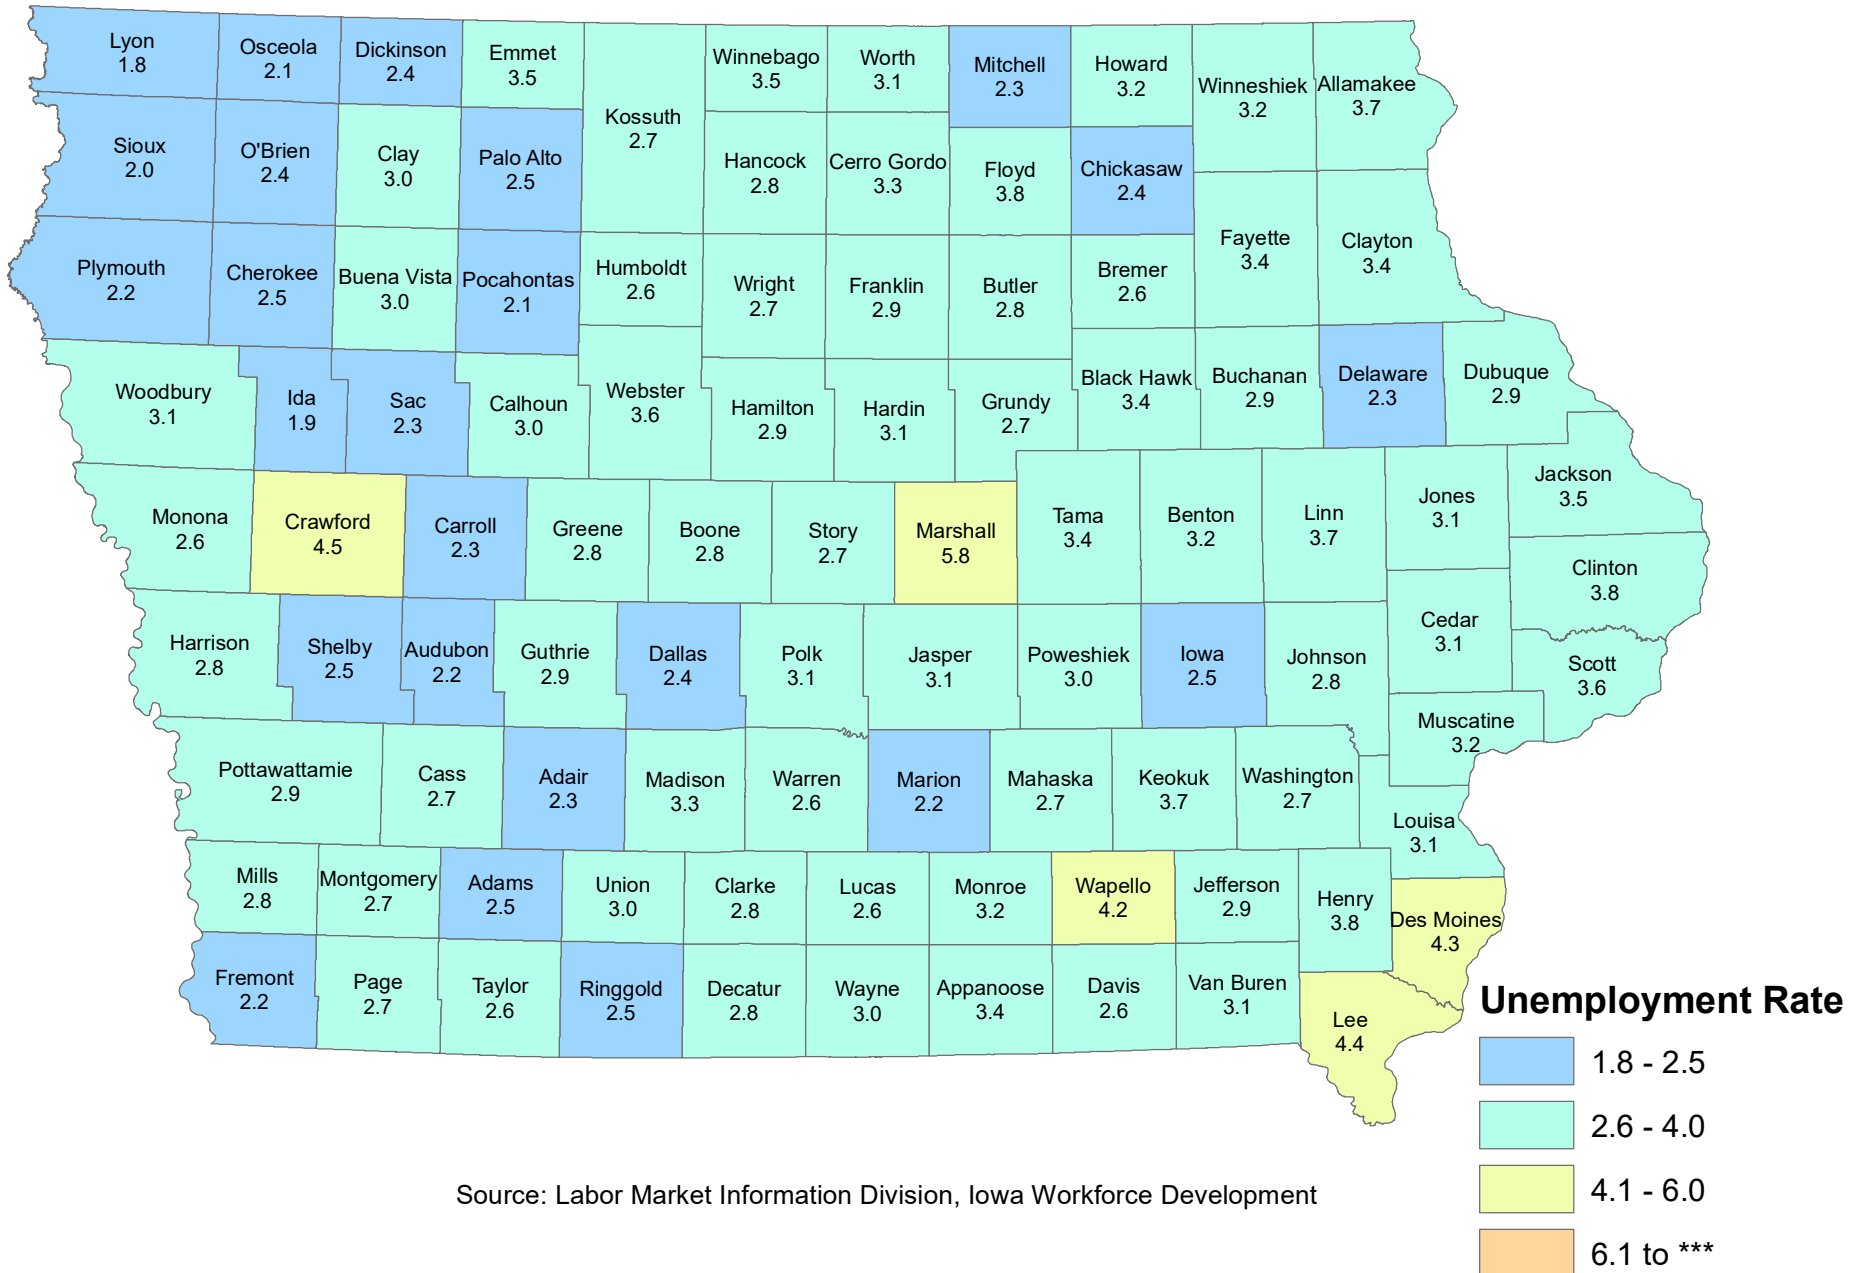 Lyon
1.8
Osceola
2.1
Dickinson
2.4
Emmet
3.5
Kossuth
2.7
Winnebago
3.5
Worth
3.1
Mitchell
2.3
Howard
3.2
Winneshiek
3.2
Allamakee
3.7
Sioux
2.0
O'Brien
2.4
Clay
3.0
Palo Alto
2.5
Hancock
2.8
Cerro Gordo
3.3
Floyd
3.8
Chickasaw
2.4
Plymouth
2.2
Cherokee
2.5
Buena Vista
3.0
Pocahontas
2.1
Humboldt
2.6
Wright
2.7
Franklin
2.9
Butler
2.8
Bremer
2.6
Fayette
3.4
Clayton
3.4
Woodbury
3.1
Ida
1.9
Sac
2.3
Calhoun
3.0
Webster
3.6
Hamilton
2.9
Hardin
3.1
Grundy
2.7
Black Hawk
3.4
Buchanan
2.9
Delaware
2.3
Dubuque
2.9
Monona
2.6
Crawford
4.5
Carroll
2.3
Greene
2.8
Boone
2.8
Story
2.7
Marshall
5.8
Tama
3.4
Benton
3.2
Linn
3.7
Jones
3.1
Jackson
3.5
Clinton
3.8
Harrison
2.8
Shelby
2.5
Audubon
2.2
Guthrie
2.9
Dallas
2.4
Polk
3.1
Jasper
3.1
Poweshiek
3.0
Iowa
2.5
Johnson
2.8
Cedar
3.1
Scott
3.6
Muscatine
3.2
Pottawattamie
2.9
Cass
2.7
Adair
2.3
Madison
3.3
Warren
2.6
Marion
2.2
Mahaska
2.7
Keokuk
3.7
Washington
2.7
Louisa
3.1
Mills
2.8
Montgomery
2.7
Adams
2.5
Union
3.0
Clarke
2.8
Lucas
2.6
Monroe
3.2
Wapello
4.2
Jefferson
2.9
Henry
3.8
Des Moines
4.3
Fremont
2.2
Page
2.7
Taylor
2.6
Ringgold
2.5
Decatur
2.8
Wayne
3.0
Appanoose
3.4
Davis
2.6
Van Buren
3.1
Lee
4.4
Unemployment Rate
1.8 - 2.5
2.6 - 4.0
4.1 - 6.0
6.1 to ***
Source: Labor Market Information Division, Iowa Workforce Development